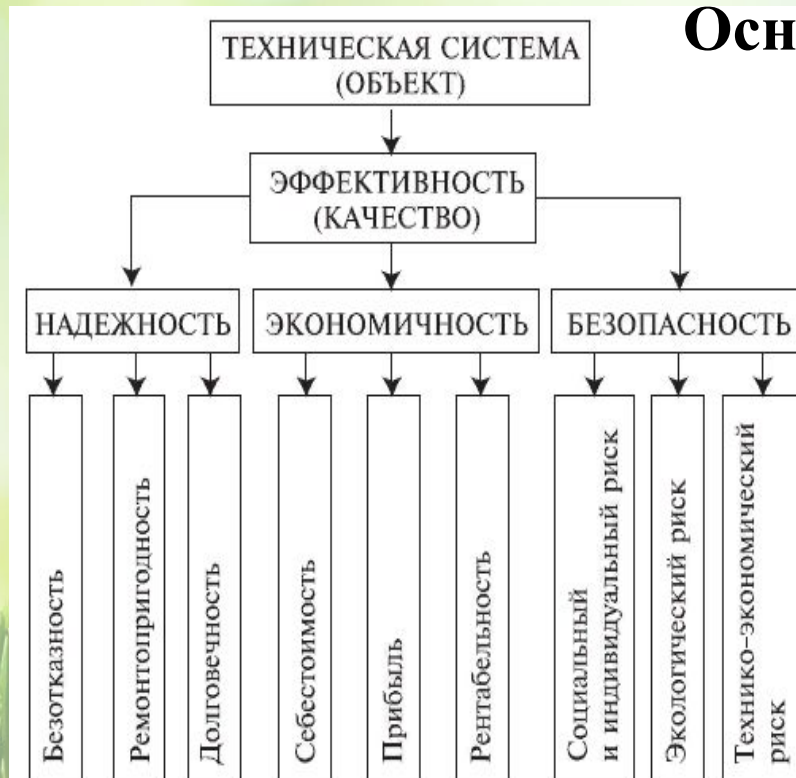 Осн
ТЕХНИЧЕСКАЯ СИСТЕМА
(ОБЪЕКТ)
ЭФФЕКТИВНОСТЬ
(КАЧЕСТВО)
НАДЕЖНОСТЬ
ЭКОНОМИЧНОСТЬ
БЕЗОПАСНОСТЬ
Безотказность
Ремонтопригодность
Долговечность
Себестоимость
Прибыль
Рентабельность
Социальный
и индивидуальный риск
Экологический риск
Технико-экономический
риск